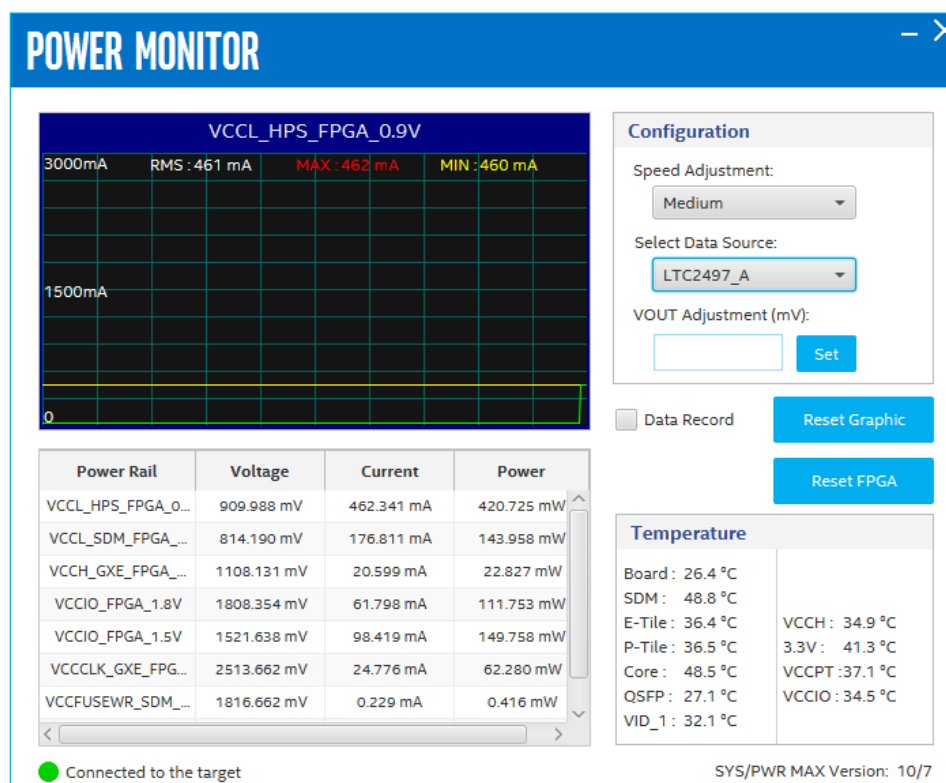 POWER MONITOR
VCCL_HPS_FPGA_0.9V
3000mA RMS : 461 mA MAX : 462 mA MIN : 460 mA
1500mA
0
Configuration
Speed Adjustment:
Medium
Select Data Source:
LTC2497_A
VOUT Adjustment (mV):
Set
Data Record Reset Graphic
Reset FPGA
Power Rail Voltage Current Power
VCCL_HPS_FPGA_0... 909.988 mV 462.341 mA 420.725 mW
VCCL_SDM_FPGA_... 814.190 mV 176.811 mA 143.958 mW
VCCH_GXE_FPGA_... 1108.131 mV 20.599 mA 22.827 mW
VCCIO_FPGA_1.8V 1808.354 mV 61.798 mA 111.753 mW
VCCIO_FPGA_1.5V 1521.638 mV 98.419 mA 149.758 mW
VCCCLK_GXE_FPG... 2513.662 mV 24.776 mA 62.280 mW
VCCFUSEWR_SDM_... 1816.662 mV 0.229 mA 0.416 mW
Temperature
Board : 26.4 °C
SDM : 48.8 °C
E-Tile : 36.4 °C VCCH : 34.9 °C
P-Tile : 36.5 °C 3.3V : 41.3 °C
Core : 48.5 °C VCCPT :37.1 °C
QSFP : 27.1 °C VCCIO : 34.5 °C
VID_1 : 32.1 °C
Connected to the target SYS/PWR MAX Version: 10/7